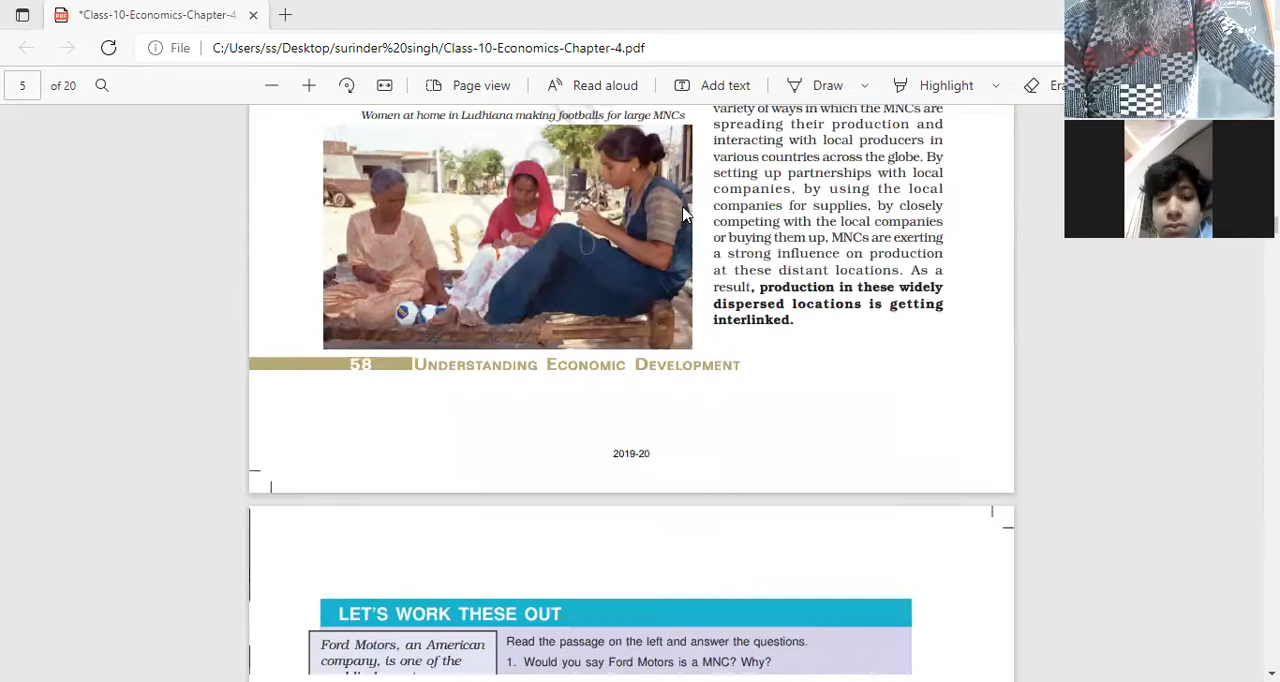 *Class-10-Economics-Chapter-4
File
C:/Users/ss/Desktop/surinder%20singh/Class-10-Economics-Chapter-4.pdf
5 of 20
Page view
Read aloud
Add text
Draw
Highlight
Women at home in Ludhiana making footballs for large MNCs
variety of ways in which the MNCs are
spreading their production and
interacting with local producers in
various countries across the globe. By
setting up partnerships with local
companies, by using the local
companies for supplies, by closely
competing with the local companies
or buying them up, MNCs are exerting
a strong influence on production
at these distant locations. As a
result, production in these widely
dispersed locations is getting
interlinked.
58 UNDERSTANDING ECONOMIC DEVELOPMENT
2019-20
LET'S WORK THESE OUT
Ford Motors, an American
company, is one of the
Read the passage on the left and answer the questions.
1. Would you say Ford Motors is a MNC? Why?